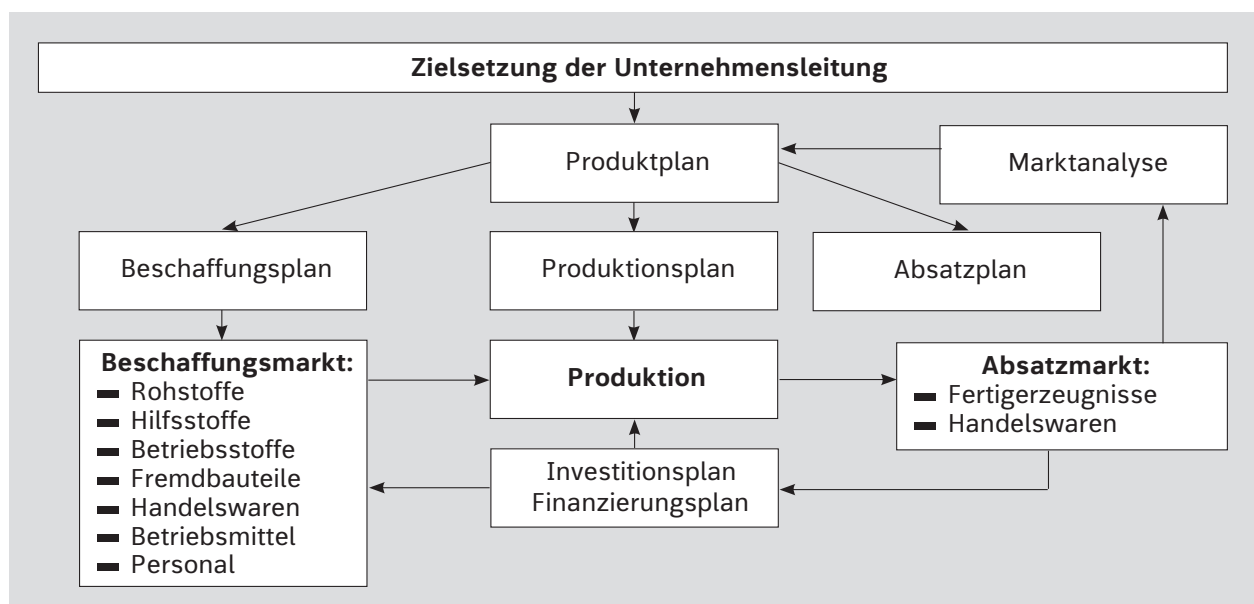 Zielsetzung der Unternehmensleitung
Produktplan
Marktanalyse
Beschaffungsplan
Produktionsplan
Absatzplan
Beschaffungsmarkt:
Rohstoffe
Hilfsstoffe
Betriebsstoffe
Fremdbauteile
Handelswaren
Betriebsmittel
Personal
Produktion
Absatzmarkt:
Fertigerzeugnisse
Handelswaren
Investitionsplan
Finanzierungsplan